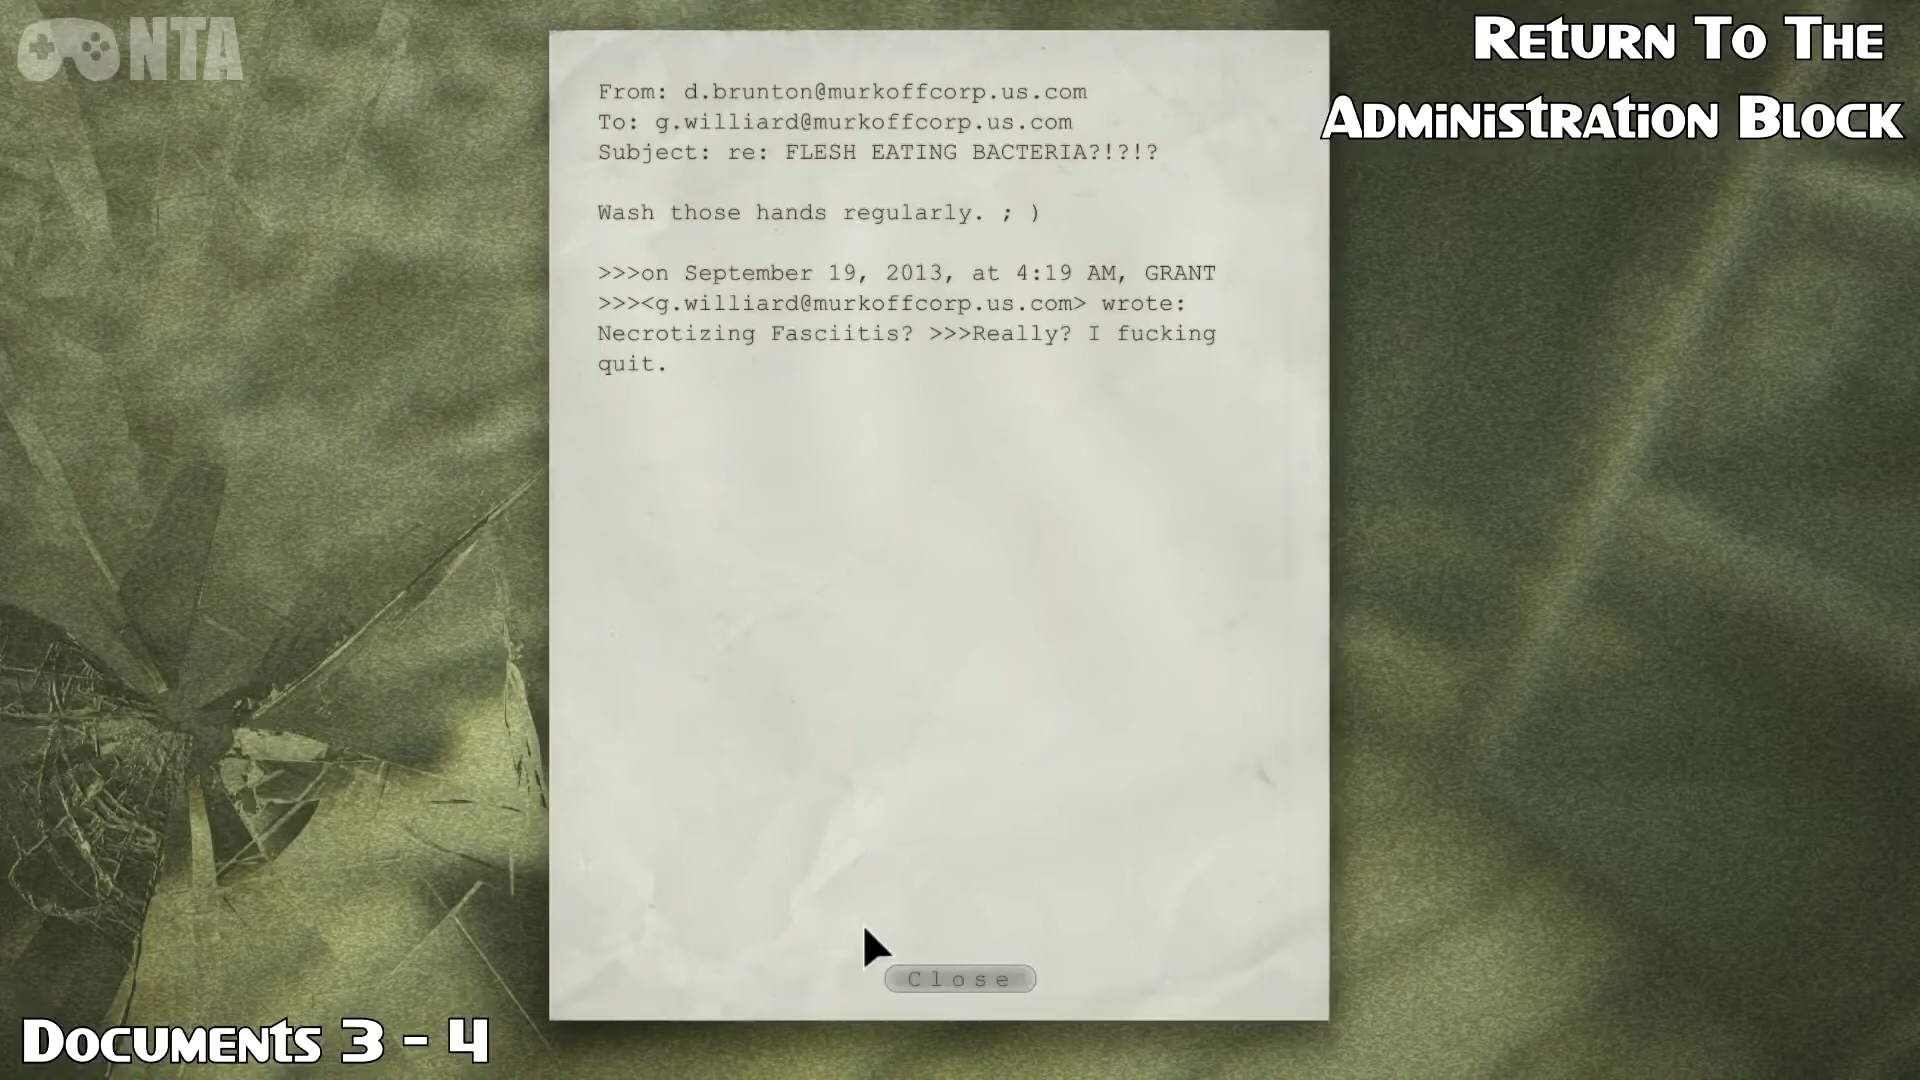 NTA
Return To The
Administration Block
From: d.brunton@murkoffcorp.us.com
To: g.williard@murkoffcorp.us.com
Subject: re: FLESH EATING BACTERIA?!?!?
Wash those hands regularly. ; )
>>>on September 19, 2013, at 4:19 AM, GRANT
>>><g.williard@murkoffcorp.us.com> wrote:
Necrotizing Fasciitis? >>>Really? I fucking
quit.
Close
Documents 3 - 4